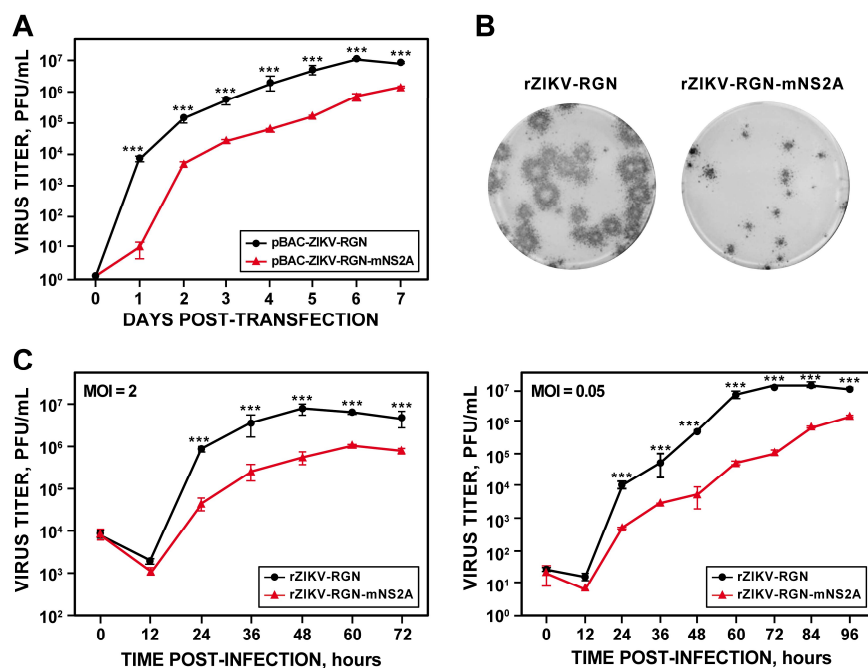 A
VIRUS TITER, PFU/mL
10⁷
10⁶
10⁵
10⁴
10³
10²
10¹
10⁰
***
***
***
***
***
***
***
pBAC-ZIKV-RGN
pBAC-ZIKV-RGN-mNS2A
0 1 2 3 4 5 6 7
DAYS POST-TRANSFECTION
B
rZIKV-RGN rZIKV-RGN-mNS2A
C
MOI = 2
VIRUS TITER, PFU/mL
10⁸
10⁷
10⁶
10⁵
10⁴
10³
10²
***
***
***
***
***
rZIKV-RGN
rZIKV-RGN-mNS2A
0 12 24 36 48 60 72
TIME POST-INFECTION, hours
MOI = 0.05
VIRUS TITER, PFU/mL
10⁷
10⁶
10⁵
10⁴
10³
10²
10¹
10⁰
***
***
***
***
***
***
***
rZIKV-RGN
rZIKV-RGN-mNS2A
0 12 24 36 48 60 72 84 96
TIME POST-INFECTION, hours